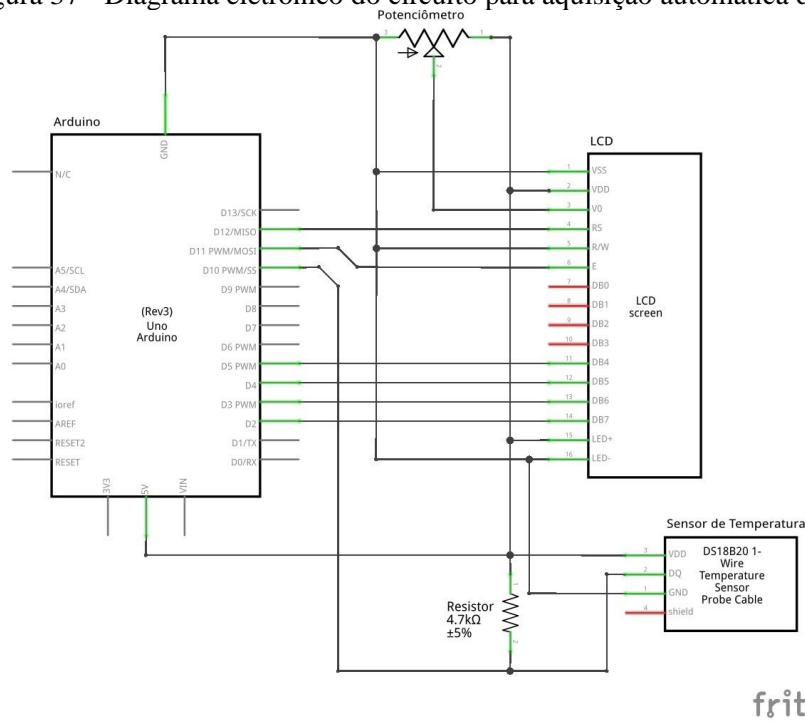 Figura 37 - Diagrama eletrônico do circuito para aquisição automática
Potenciômetro
3
1
2
Arduino
GND
N/C
D13/SCK
D12/MISO
D11 PWM/MOSI
D10 PWM/SS
D9 PWM
D8
D7
D6 PWM
D5 PWM
D4
D3 PWM
D2
D1/TX
D0/RX
A5/SCL
A4/SDA
A3
A2
A1
A0
ioref
AREF
RESET2
RESET
(Rev3)
Uno
Arduino
3V3
5V
VIN
LCD
1 VSS
2 VDD
3 V0
4 RS
5 R/W
6 E
7 DB0
8 DB1
9 DB2
10 DB3
11 DB4
12 DB5
13 DB6
14 DB7
15 LED+
16 LED-
LCD
screen
Sensor de Temperatura
3 VDD
2 DQ
1 GND
4 shield
DS18B20 1-
Wire
Temperature
Sensor
Probe Cable
Resistor
4.7kΩ
±5%
1
2
frit